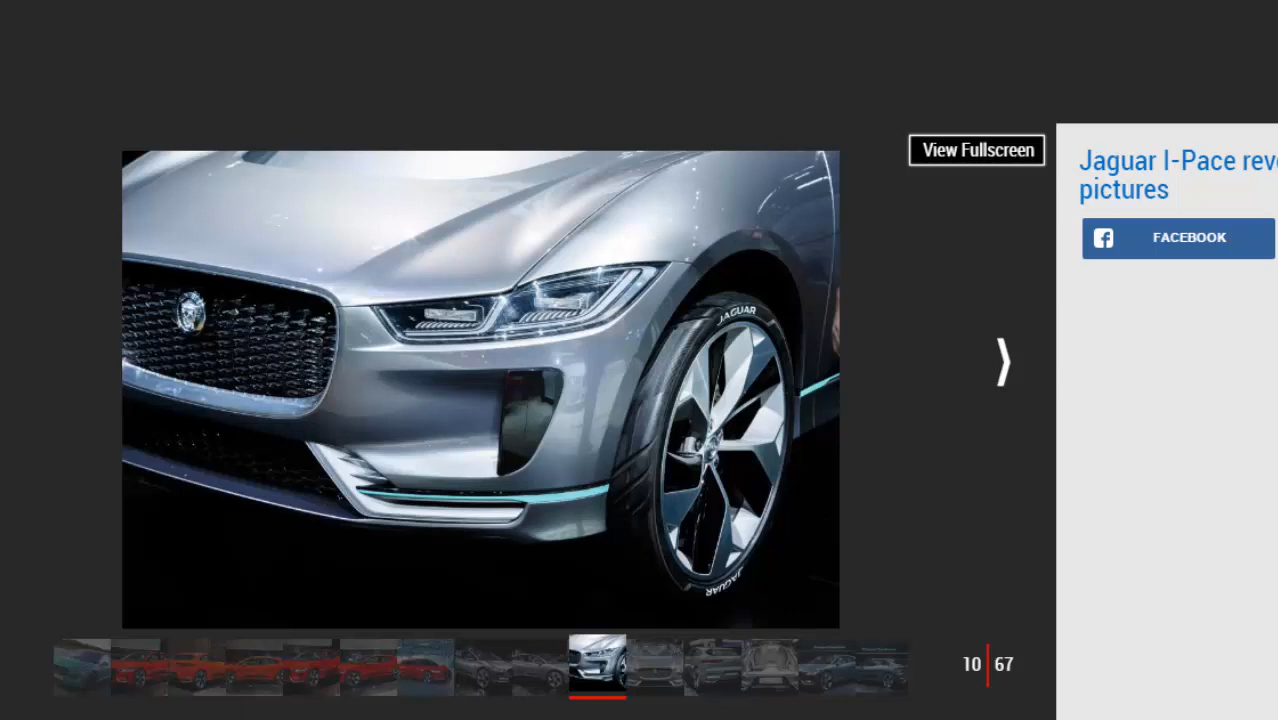 View Fullscreen
Jaguar I-Pace reve
pictures
FACEBOOK
JAGUAR
JAGUAR
10 67